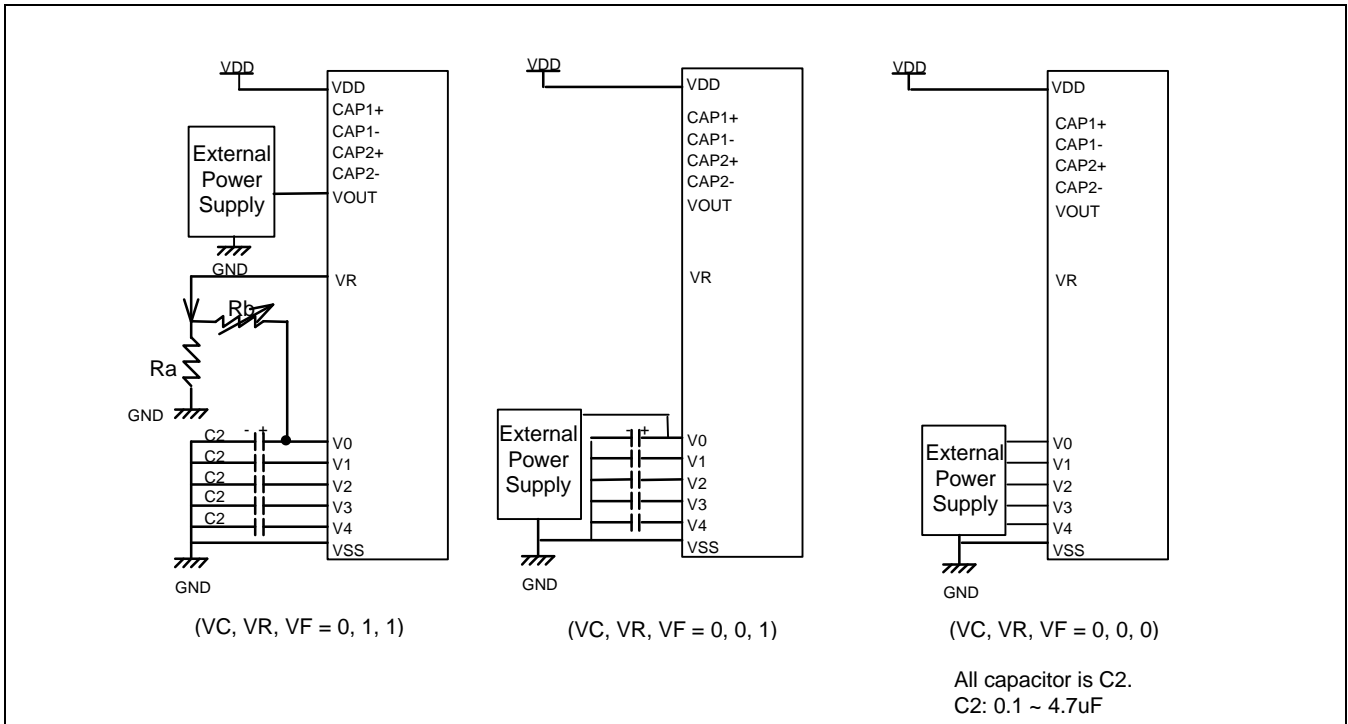 VDD
VDD
CAP1+
CAP1-
CAP2+
CAP2-
VOUT
External
Power
Supply
GND
VR
Rb
Ra
GND
C2 - + V0
C2 V1
C2 V2
C2 V3
C2 V4
VSS
GND
(VC, VR, VF = 0, 1, 1)
VDD
VDD
CAP1+
CAP1-
CAP2+
CAP2-
VOUT
VR
External
Power
Supply
- + V0
V1
V2
V3
V4
VSS
GND
(VC, VR, VF = 0, 0, 1)
VDD
VDD
CAP1+
CAP1-
CAP2+
CAP2-
VOUT
VR
External
Power
Supply
V0
V1
V2
V3
V4
VSS
GND
(VC, VR, VF = 0, 0, 0)
All capacitor is C2.
C2: 0.1 ~ 4.7uF